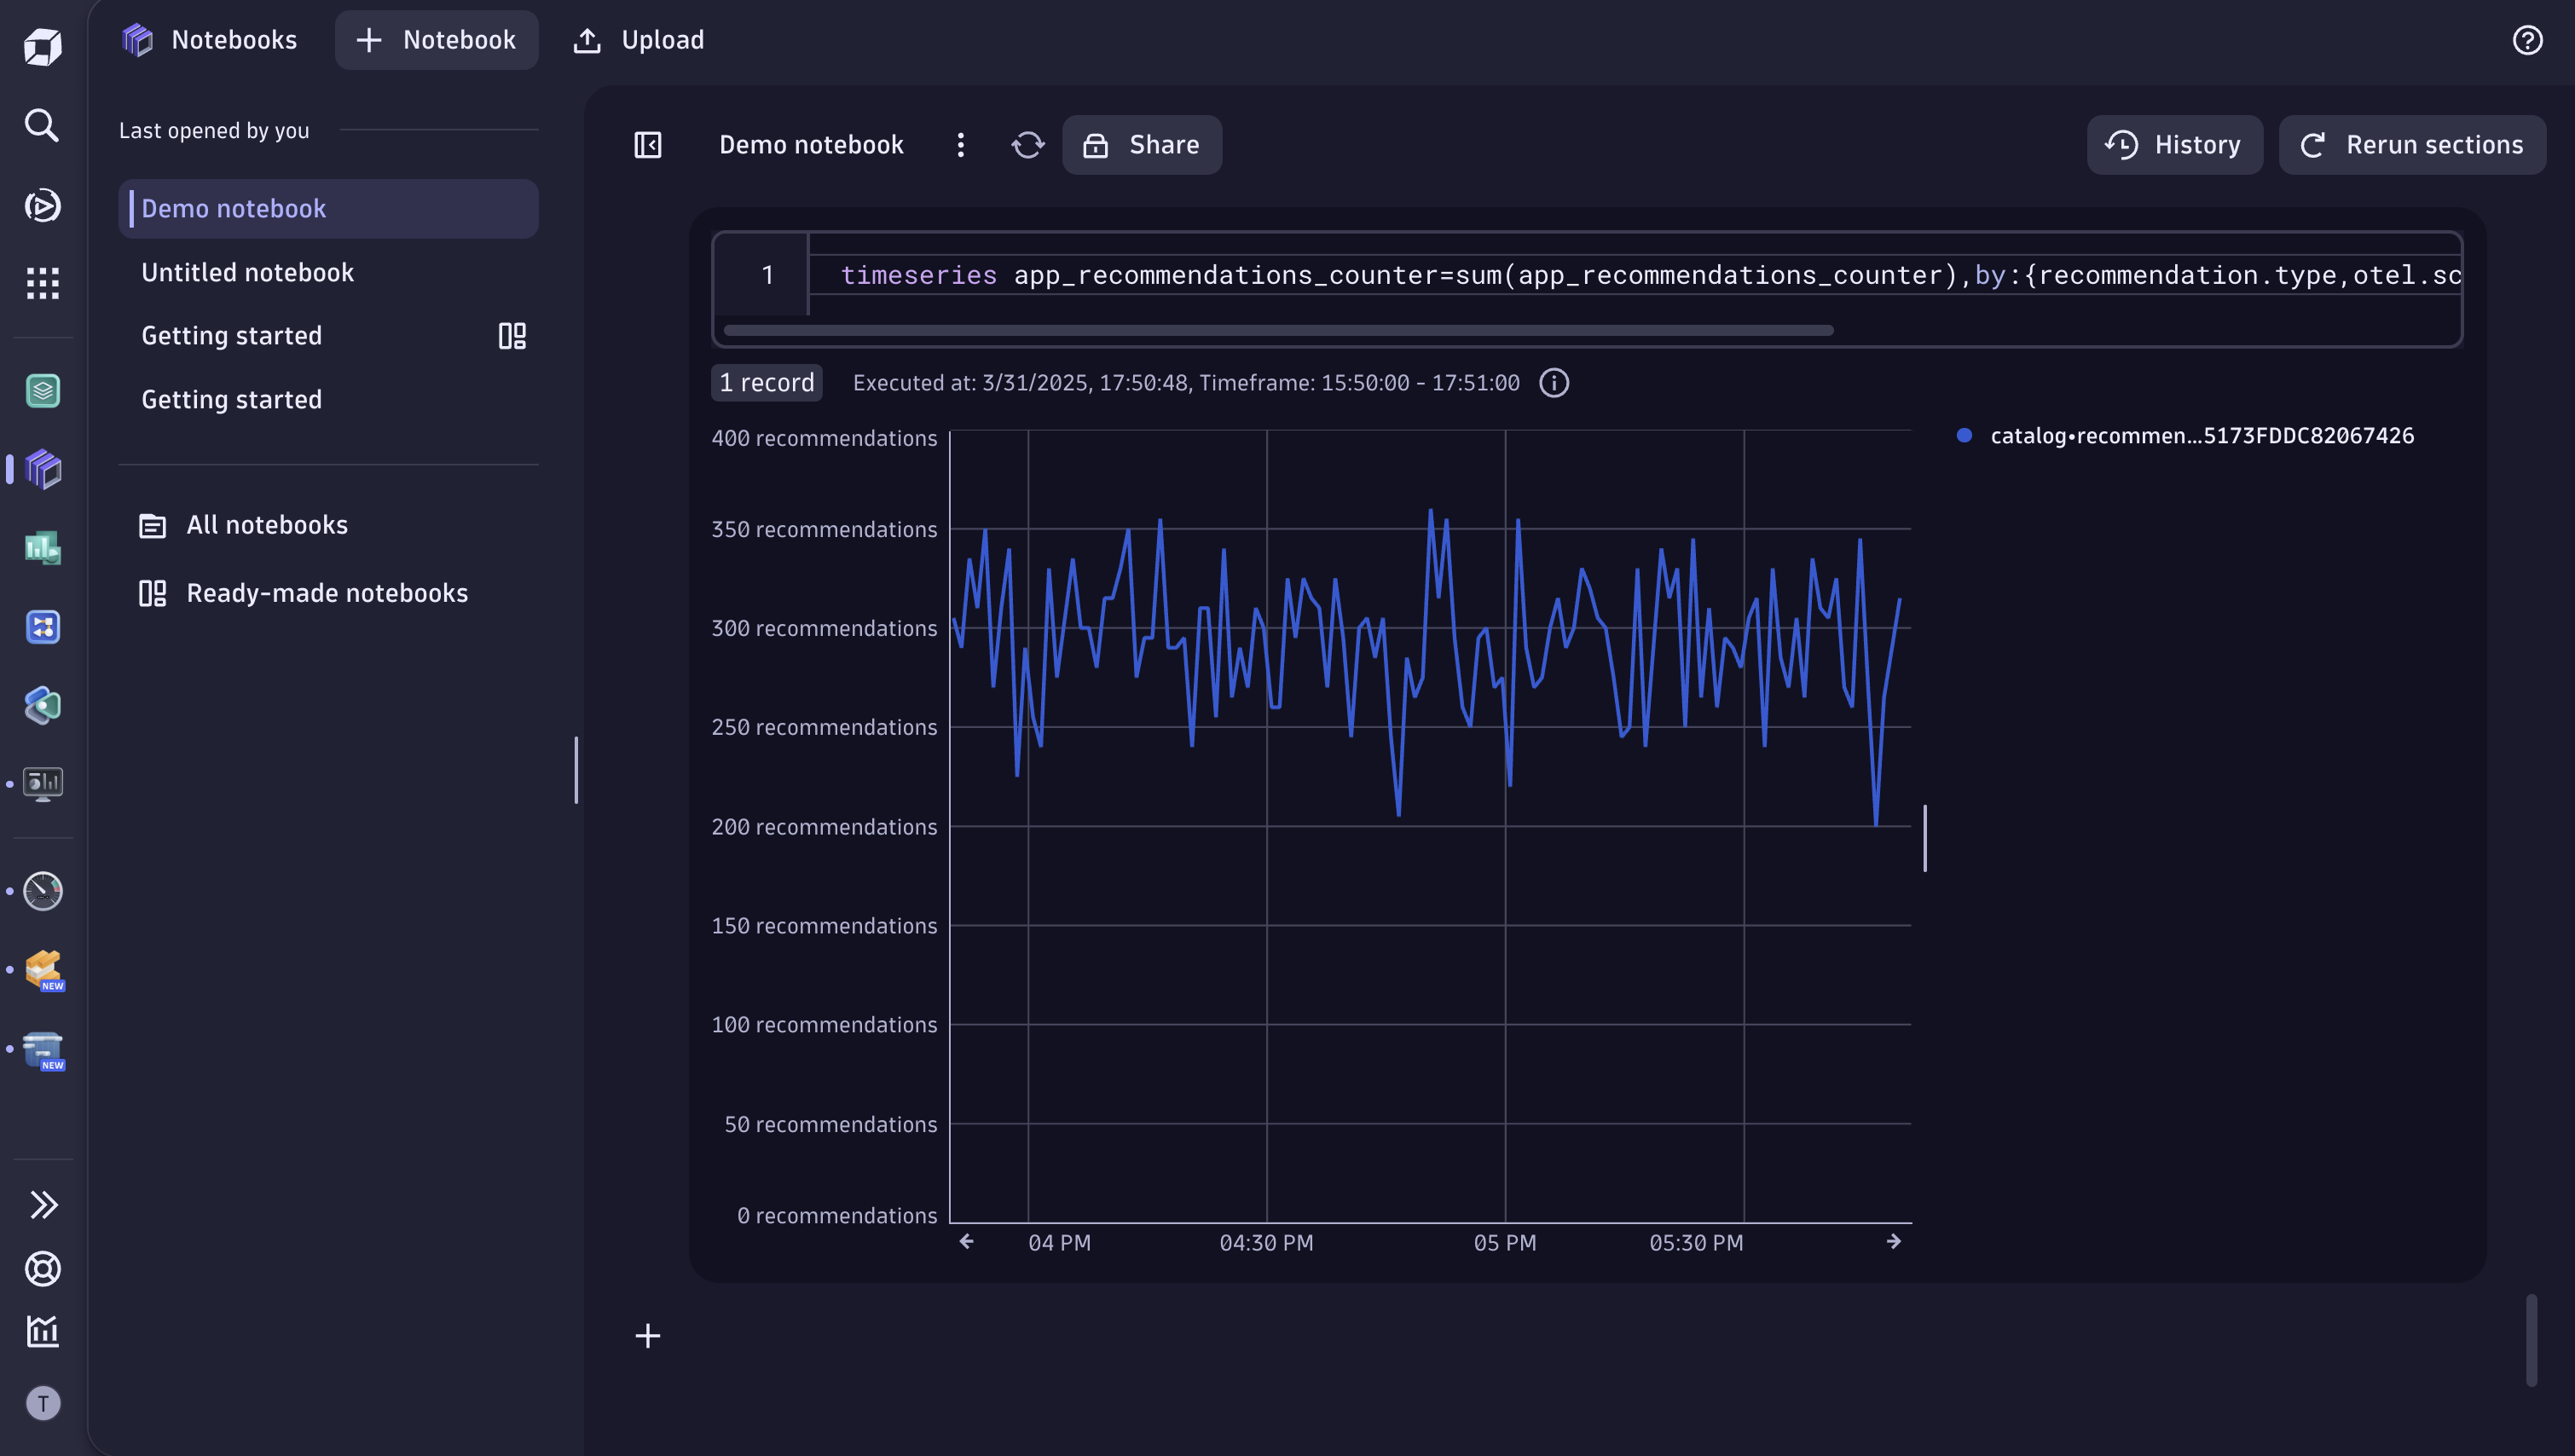 Notebooks
Notebook
Upload
Last opened by you
Demo notebook
Untitled notebook
Getting started
Getting started
All notebooks
Ready-made notebooks
NEW
NEW
T
Demo notebook
Share
History
Rerun sections
1
timeseries app_recommendations_counter=sum(app_recommendations_counter),by:{recommendation.type,otel.sc
1 record
Executed at: 3/31/2025, 17:50:48, Timeframe: 15:50:00 - 17:51:00
400 recommendations
350 recommendations
300 recommendations
250 recommendations
200 recommendations
150 recommendations
100 recommendations
50 recommendations
0 recommendations
04 PM
04:30 PM
05 PM
05:30 PM
catalog•recommen...5173FDDC82067426